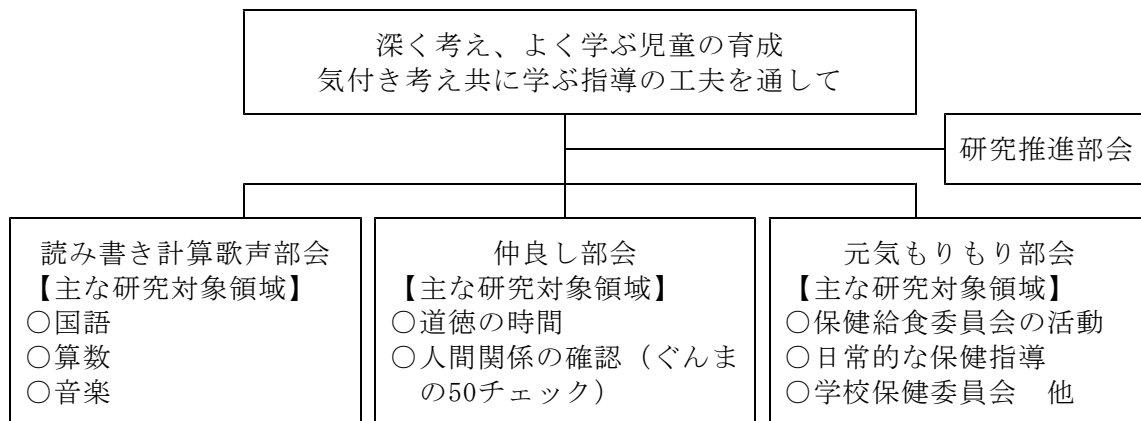 深く考え、よく学ぶ児童の育成
気付き考え共に学ぶ指導の工夫を通して
研究推進部会
読み書き計算歌声部会
【主な研究対象領域】
○国語
○算数
○音楽
仲良し部会
【主な研究対象領域】
○道徳の時間
○人間関係の確認（ぐんま
の50チェック）
元気もりもり部会
【主な研究対象領域】
○保健給食委員会の活動
○日常的な保健指導
○学校保健委員会　他